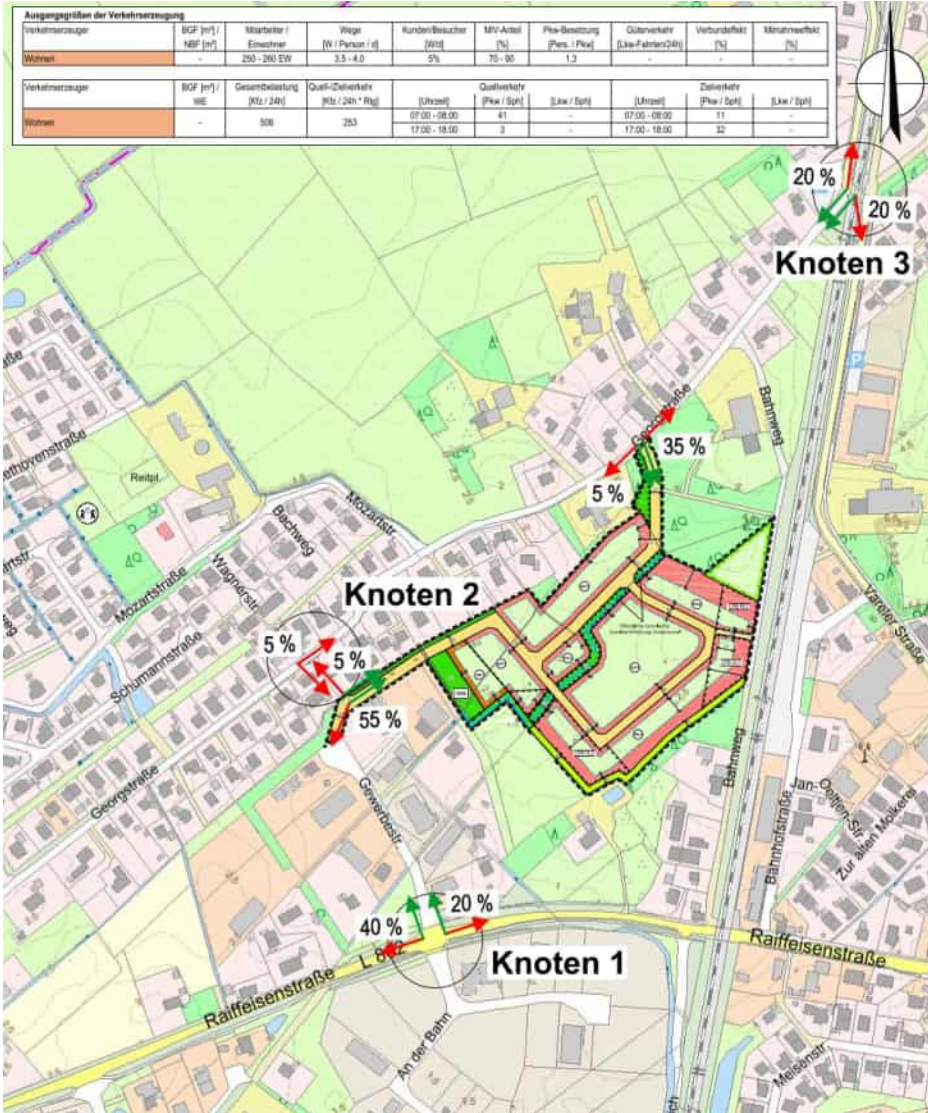 Ausgangsgrößen der Verkehrserzeugung
Verkehrserzeuger BGF [m²] / Mitarbeiter / Wege Kunden/Besucher MIV-Anteil Pkw-Besetzung Güterverkehr Verbundeffekt Mitnahmeeffekt
NBF [m²] Einwohner [W / Person / d] [W/d] [%] [Pers. / Pkw] [Lkw-Fahrten/24h] [%] [%]
Wohnen - 250 - 260 EW 3,5 - 4,0 5% 70 - 90 1,3 - - -
Verkehrserzeuger BGF [m²] / Gesamtbelastung Quell-/Zielverkehr Quellverkehr Zielverkehr
WE [Kfz / 24h] [Kfz / 24h * Rtg] [Uhrzeit] [Pkw / Sph] [Lkw / Sph] [Uhrzeit] [Pkw / Sph] [Lkw / Sph]
Wohnen - 506 253 07:00 - 08:00 41 - 07:00 - 08:00 11 -
17:00 - 18:00 3 - 17:00 - 18:00 32 -
20 %
20 %
Knoten 3
P
Georgstraße
Bahnweg
35 %
5 %
Reitpl.
Mozartstr.
Bachweg
Wagnerstr.
Mozartstraße
Schumannstraße
Vareler Straße
Knoten 2
5 %
5 %
55 %
Georgstraße
Gewerbestr.
Bahnweg
Bahnhofstraße
Jan-Oeltjen-Str.
Zur alten Molkerei
40 %
20 %
Knoten 1
Raiffeisenstraße
Raiffeisenstraße
An der Bahn
Meisenstr.